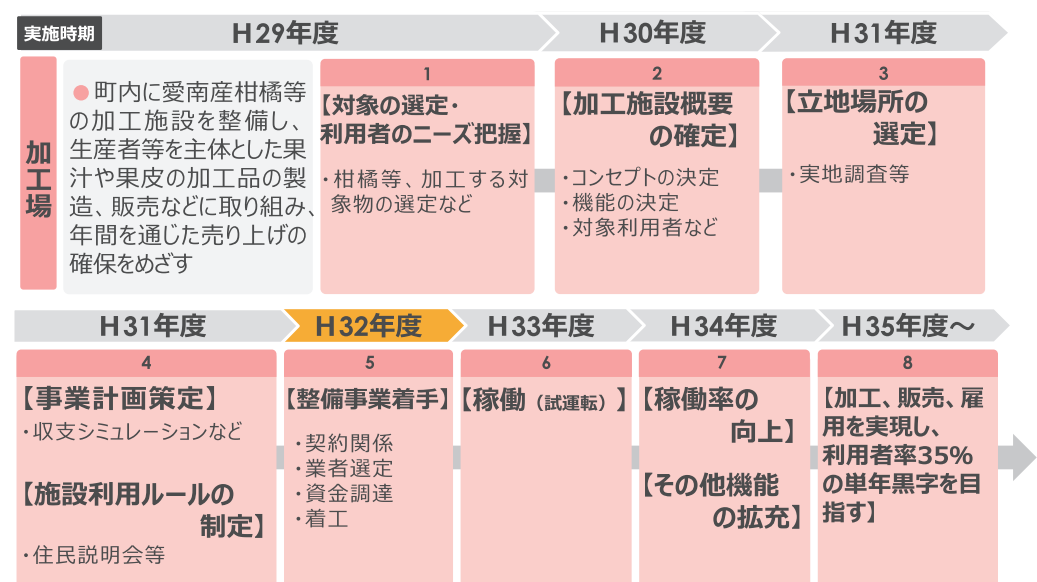 実施時期
H29年度
H30年度
H31年度
加工場
●町内に愛南産柑橘等
の加工施設を整備し、
生産者等を主体とした果
汁や果皮の加工品の製
造、販売などに取り組み、
年間を通じた売り上げの
確保をめざす
1
【対象の選定・
利用者のニーズ把握】
・柑橘等、加工する対
象物の選定など
2
【加工施設概要
の確定】
・コンセプトの決定
・機能の決定
・対象利用者など
3
【立地場所の
選定】
・実地調査等
H31年度
H32年度
H33年度
H34年度
H35年度～
4
【事業計画策定】
・収支シミュレーションなど
【施設利用ルールの
制定】
・住民説明会等
5
【整備事業着手】
・契約関係
・業者選定
・資金調達
・着工
6
【稼働（試運転）】
7
【稼働率の
向上】
【その他機能
の拡充】
8
【加工、販売、雇
用を実現し、
利用者率35%
の単年黒字を目
指す】